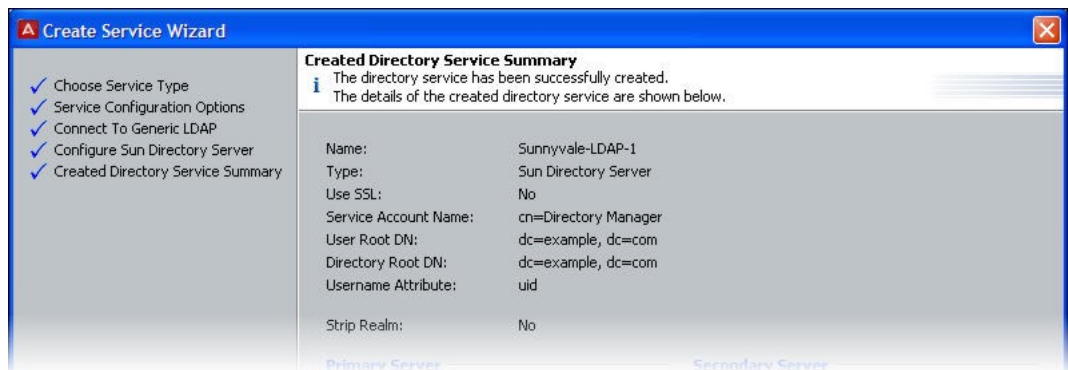 Create Service Wizard
Choose Service Type
Service Configuration Options
Connect To Generic LDAP
Configure Sun Directory Server
Created Directory Service Summary
Created Directory Service Summary
The directory service has been successfully created.
The details of the created directory service are shown below.
Name: Sunnyvale-LDAP-1
Type: Sun Directory Server
Use SSL: No
Service Account Name: cn=Directory Manager
User Root DN: dc=example, dc=com
Directory Root DN: dc=example, dc=com
Username Attribute: uid
Strip Realm: No
Primary Server Secondary Server